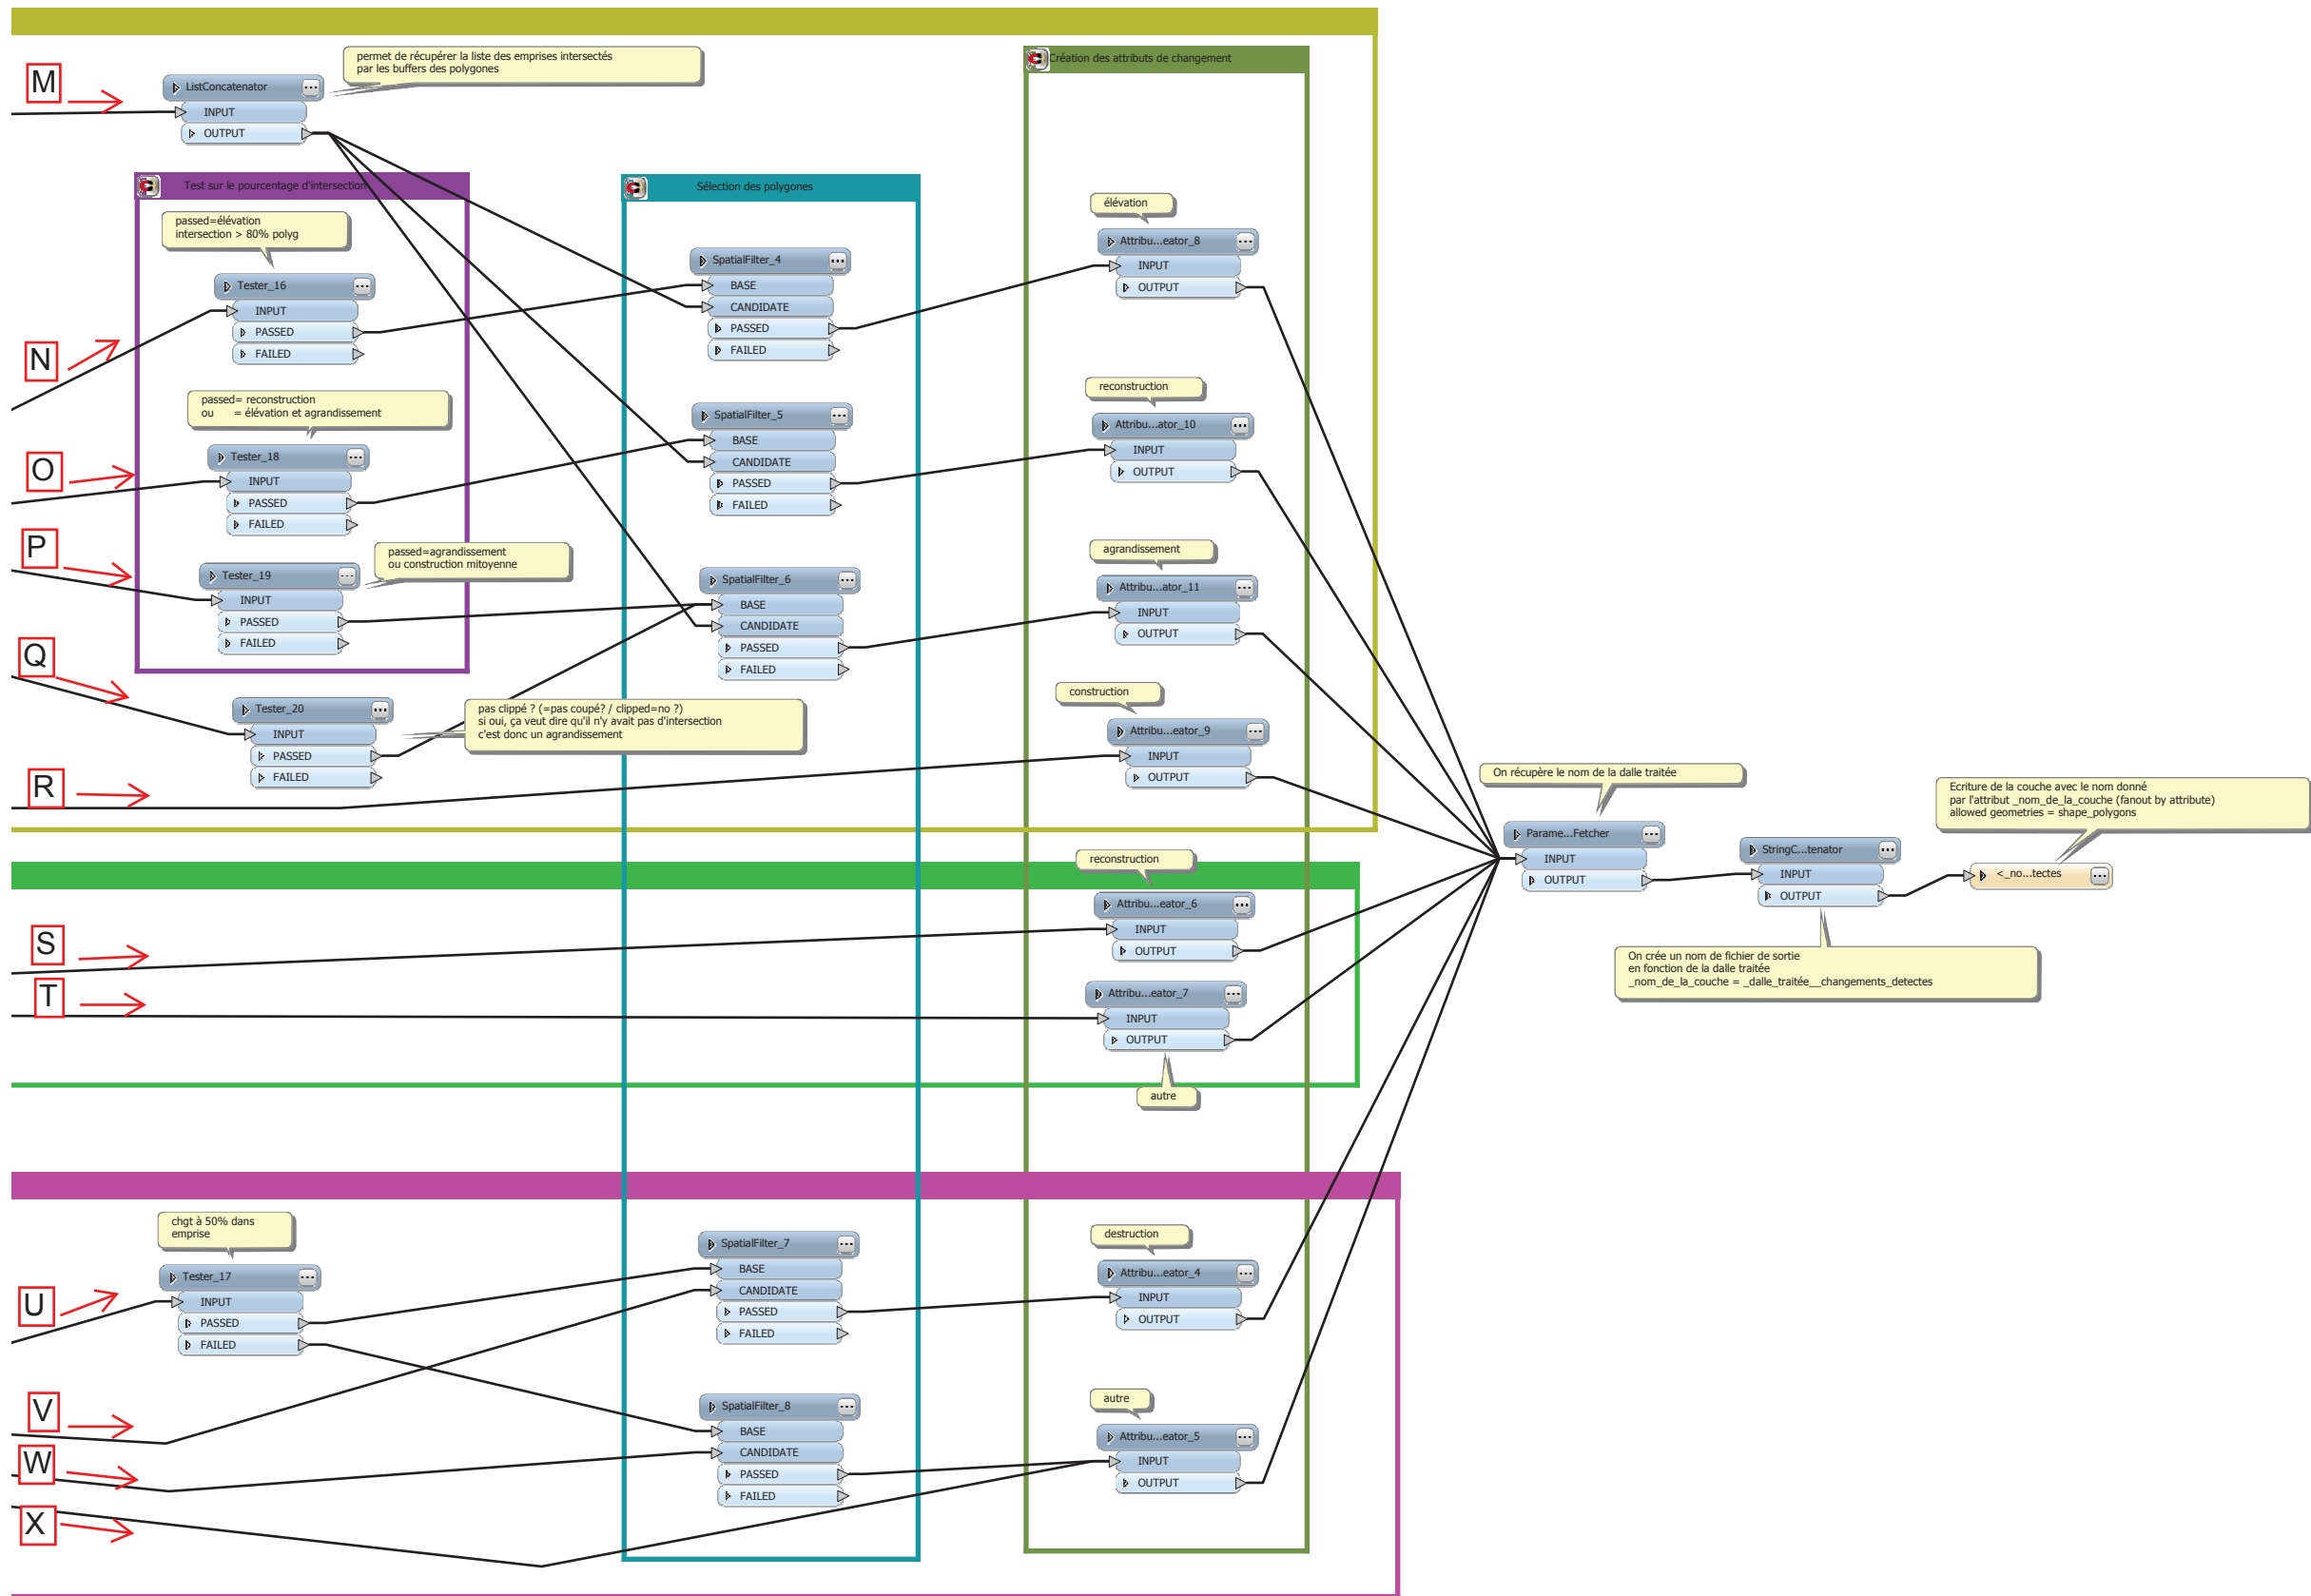 M
permet de récupérer la liste des emprises intersectés
par les buffers des polygones
ListConcatenator
INPUT
OUTPUT
Création des attributs de changement
Test sur le pourcentage d'intersection
Sélection des polygones
passed=élévation
intersection > 80% polyg
Tester_16
INPUT
PASSED
FAILED
N
SpatialFilter_4
BASE
CANDIDATE
PASSED
FAILED
élévation
Attribu...eator_8
INPUT
OUTPUT
passed= reconstruction
ou = élévation et agrandissement
O
Tester_18
INPUT
PASSED
FAILED
SpatialFilter_5
BASE
CANDIDATE
PASSED
FAILED
reconstruction
Attribu...ator_10
INPUT
OUTPUT
P
passed=agrandissement
ou construction mitoyenne
Tester_19
INPUT
PASSED
FAILED
SpatialFilter_6
BASE
CANDIDATE
PASSED
FAILED
agrandissement
Attribu...ator_11
INPUT
OUTPUT
Q
Tester_20
INPUT
PASSED
FAILED
pas clippé ? (=pas coupé? / clipped=no ?)
si oui, ça veut dire qu'il n'y avait pas d'intersection
c'est donc un agrandissement
construction
Attribu...eator_9
INPUT
OUTPUT
R
On récupère le nom de la dalle traitée
Parame...Fetcher
INPUT
OUTPUT
StringC...tenator
INPUT
OUTPUT
Ecriture de la couche avec le nom donné
par l'attribut _nom_de_la_couche (fanout by attribute)
allowed geometries = shape_polygons
<_no...tectes
On crée un nom de fichier de sortie
en fonction de la dalle traitée
_nom_de_la_couche = _dalle_traitée__changements_detectes
reconstruction
Attribu...eator_6
INPUT
OUTPUT
S
T
Attribu...eator_7
INPUT
OUTPUT
autre
chgt à 50% dans
emprise
Tester_17
INPUT
PASSED
FAILED
U
SpatialFilter_7
BASE
CANDIDATE
PASSED
FAILED
destruction
Attribu...eator_4
INPUT
OUTPUT
V
W
X
SpatialFilter_8
BASE
CANDIDATE
PASSED
FAILED
autre
Attribu...eator_5
INPUT
OUTPUT